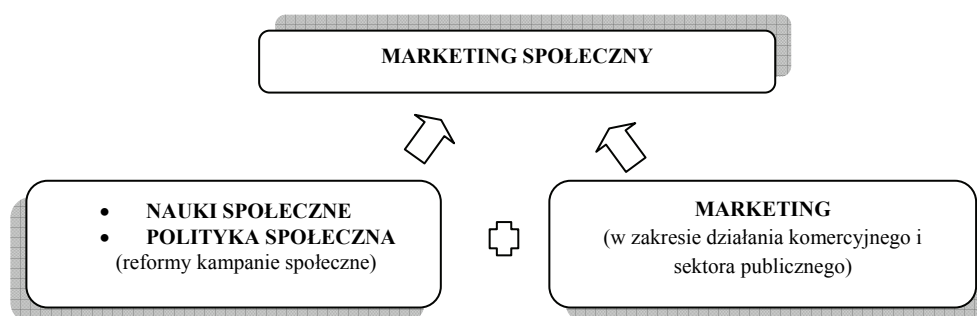 MARKETING SPOŁECZNY
• NAUKI SPOŁECZNE
• POLITYKA SPOŁECZNA
(reformy kampanie społeczne)
MARKETING
(w zakresie działania komercyjnego i
sektora publicznego)